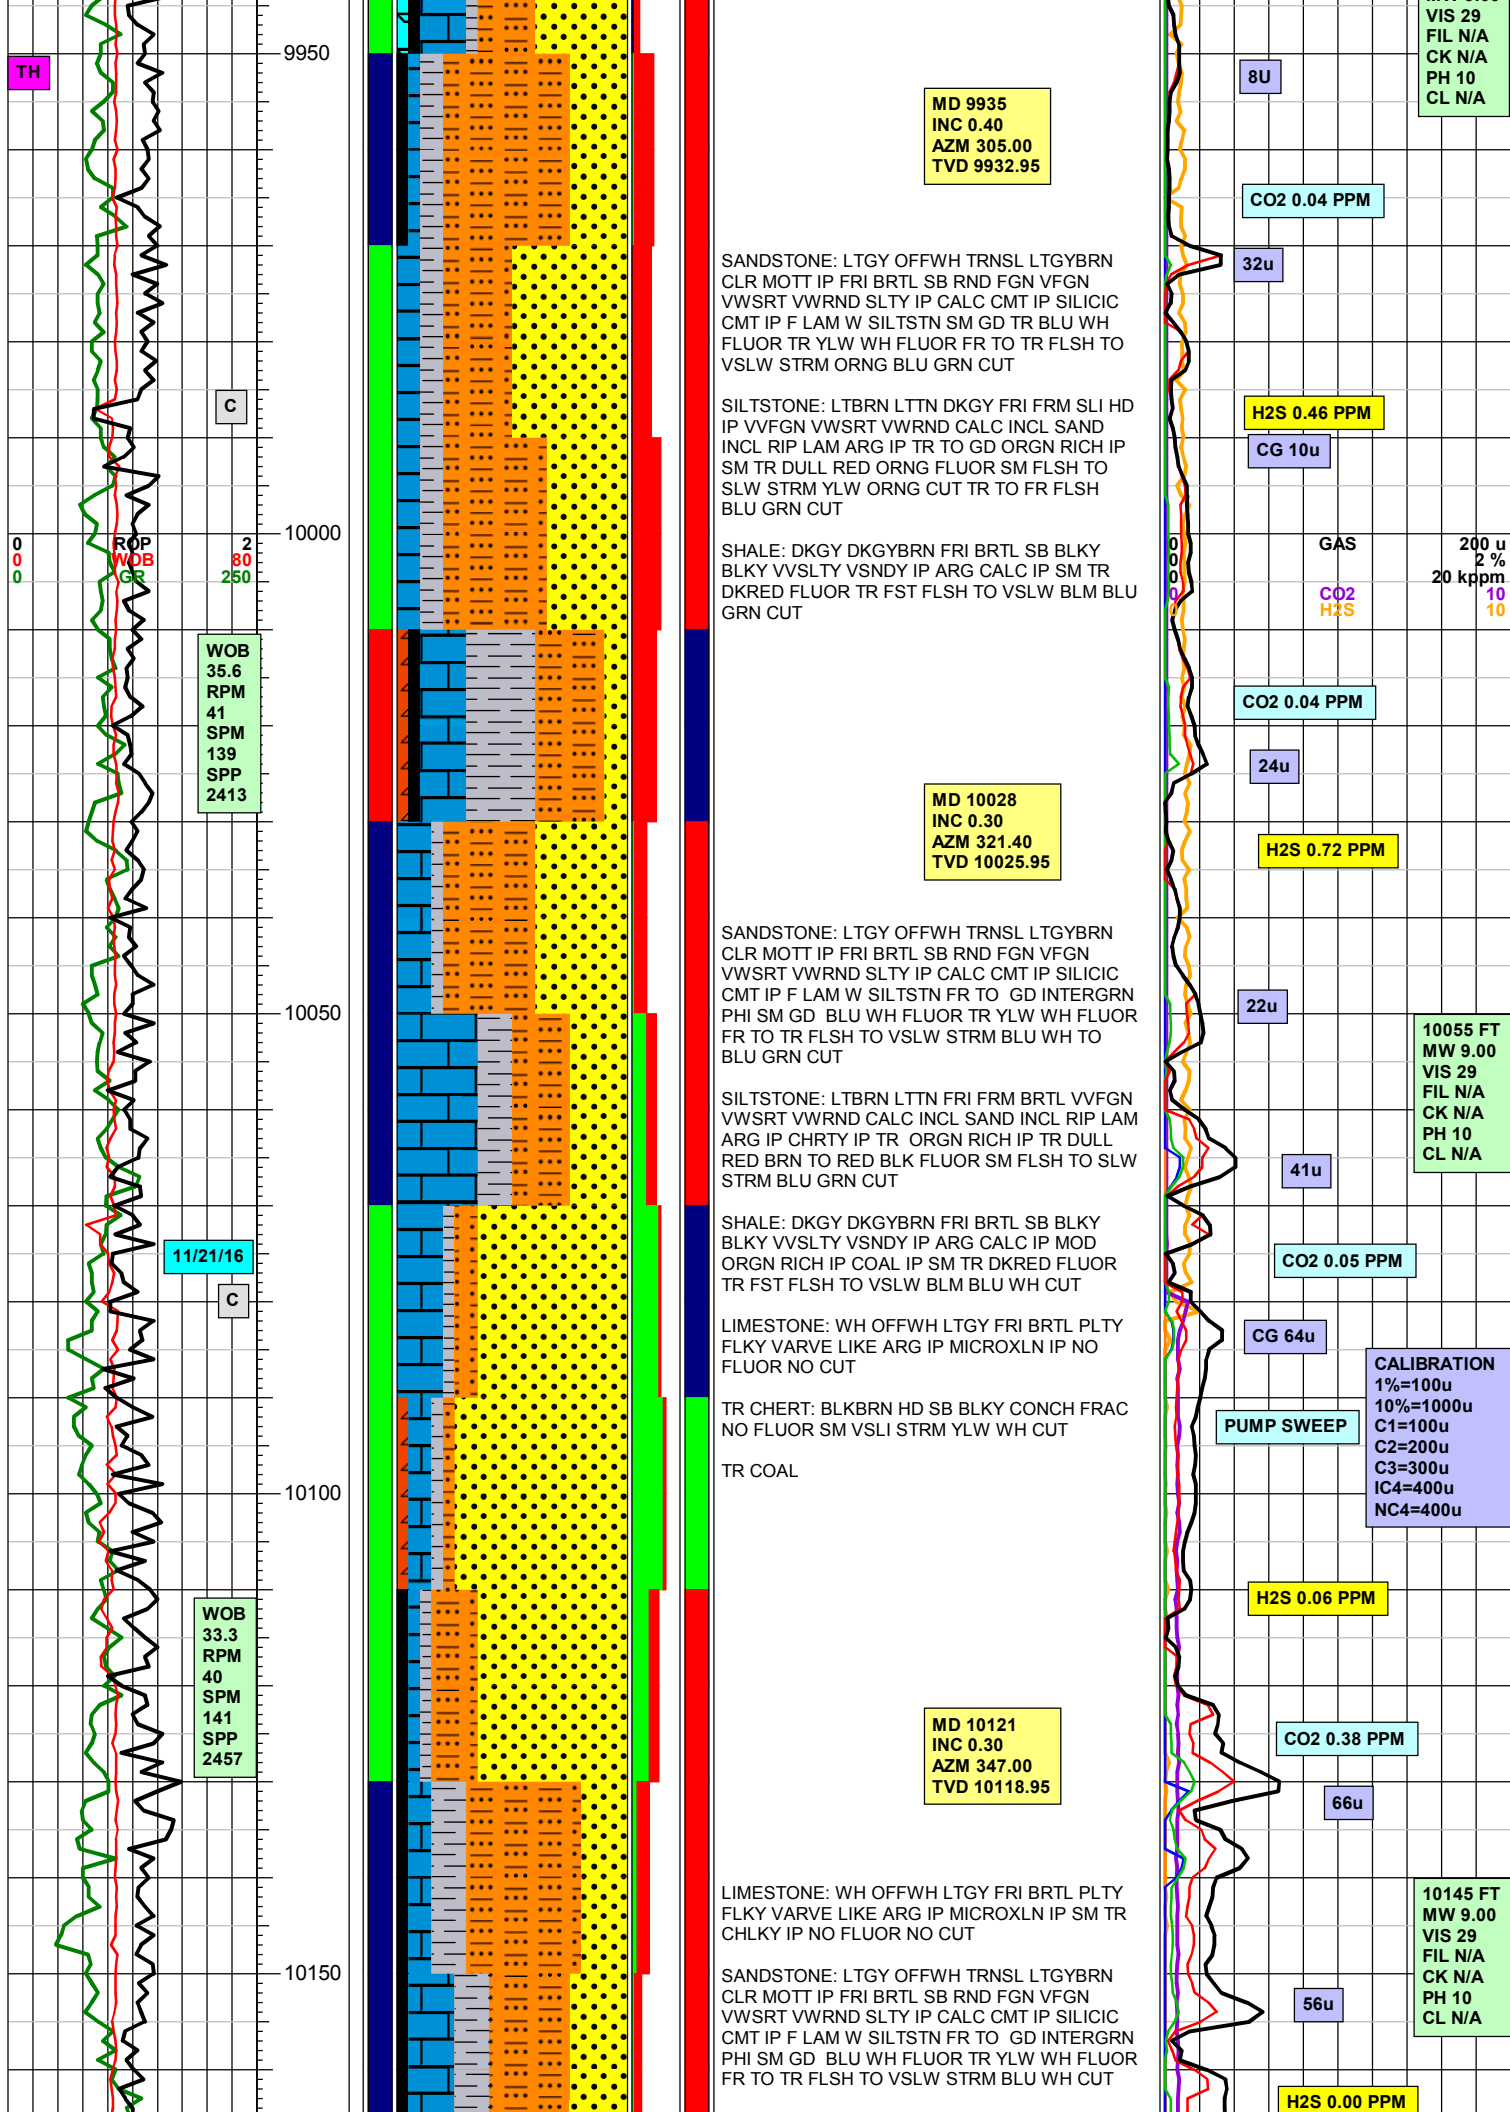 VIS 29
FIL N/A
CK N/A
PH 10
CL N/A
9950
TH
8U
MD 9935
INC 0.40
AZM 305.00
TVD 9932.95
CO2 0.04 PPM
SANDSTONE: LTGY OFFWH TRNSL LTGYBRN
CLR MOTT IP FRI BRTL SB RND FGN VFGN
VWSRT VWRND SLTY IP CALC CMT IP SILICIC
CMT IP F LAM W SILTSTN SM GD TR BLU WH
FLUOR TR YLW WH FLUOR FR TO TR FLSH TO
VSLW STRM ORNG BLU GRN CUT
32u
C
SILTSTONE: LTBRN LTTN DKGY FRI FRM SLI HD
IP VVFGN VWSRT VWRND CALC INCL SAND
INCL RIP LAM ARG IP TR TO GD ORGN RICH IP
SM TR DULL RED ORNG FLUOR SM FLSH TO
SLW STRM YLW ORNG CUT TR TO FR FLSH
BLU GRN CUT
H2S 0.46 PPM
CG 10u
10000
0 ROP 2
0 WOB 80
0 GR 250
SHALE: DKGY DKGYBRN FRI BRTL SB BLKY
BLKY VVSLTY VSNDY IP ARG CALC IP SM TR
DKRED FLUOR TR FST FLSH TO VSLW BLM BLU
GRN CUT
0 GAS 200 u
0 2 %
0 20 kppm
0 CO2 10
0 H2S 10
WOB
35.6
RPM
41
SPM
139
SPP
2413
CO2 0.04 PPM
24u
MD 10028
INC 0.30
AZM 321.40
TVD 10025.95
H2S 0.72 PPM
SANDSTONE: LTGY OFFWH TRNSL LTGYBRN
CLR MOTT IP FRI BRTL SB RND FGN VFGN
VWSRT VWRND SLTY IP CALC CMT IP SILICIC
CMT IP F LAM W SILTSTN FR TO  GD INTERGRN
PHI SM GD  BLU WH FLUOR TR YLW WH FLUOR
FR TO TR FLSH TO VSLW STRM BLU WH TO
BLU GRN CUT
22u
10050
10055 FT
MW 9.00
VIS 29
FIL N/A
CK N/A
PH 10
CL N/A
SILTSTONE: LTBRN LTTN FRI FRM BRTL VVFGN
VWSRT VWRND CALC INCL SAND INCL RIP LAM
ARG IP CHRTY IP TR  ORGN RICH IP TR DULL
RED BRN TO RED BLK FLUOR SM FLSH TO SLW
STRM BLU GRN CUT
41u
11/21/16
C
SHALE: DKGY DKGYBRN FRI BRTL SB BLKY
BLKY VVSLTY VSNDY IP ARG CALC IP MOD
ORGN RICH IP COAL IP SM TR DKRED FLUOR
TR FST FLSH TO VSLW BLM BLU WH CUT
CO2 0.05 PPM
LIMESTONE: WH OFFWH LTGY FRI BRTL PLTY
FLKY VARVE LIKE ARG IP MICROXLN IP NO
FLUOR NO CUT
CG 64u
CALIBRATION
1%=100u
10%=1000u
C1=100u
C2=200u
C3=300u
IC4=400u
NC4=400u
TR CHERT: BLKBRN HD SB BLKY CONCH FRAC
NO FLUOR SM VSLI STRM YLW WH CUT
PUMP SWEEP
TR COAL
10100
H2S 0.06 PPM
WOB
33.3
RPM
40
SPM
141
SPP
2457
MD 10121
INC 0.30
AZM 347.00
TVD 10118.95
CO2 0.38 PPM
66u
LIMESTONE: WH OFFWH LTGY FRI BRTL PLTY
FLKY VARVE LIKE ARG IP MICROXLN IP SM TR
CHLKY IP NO FLUOR NO CUT
10145 FT
MW 9.00
VIS 29
FIL N/A
CK N/A
PH 10
CL N/A
10150
SANDSTONE: LTGY OFFWH TRNSL LTGYBRN
CLR MOTT IP FRI BRTL SB RND FGN VFGN
VWSRT VWRND SLTY IP CALC CMT IP SILICIC
CMT IP F LAM W SILTSTN FR TO  GD INTERGRN
PHI SM GD  BLU WH FLUOR TR YLW WH FLUOR
FR TO TR FLSH TO VSLW STRM BLU WH CUT
56u
H2S 0.00 PPM